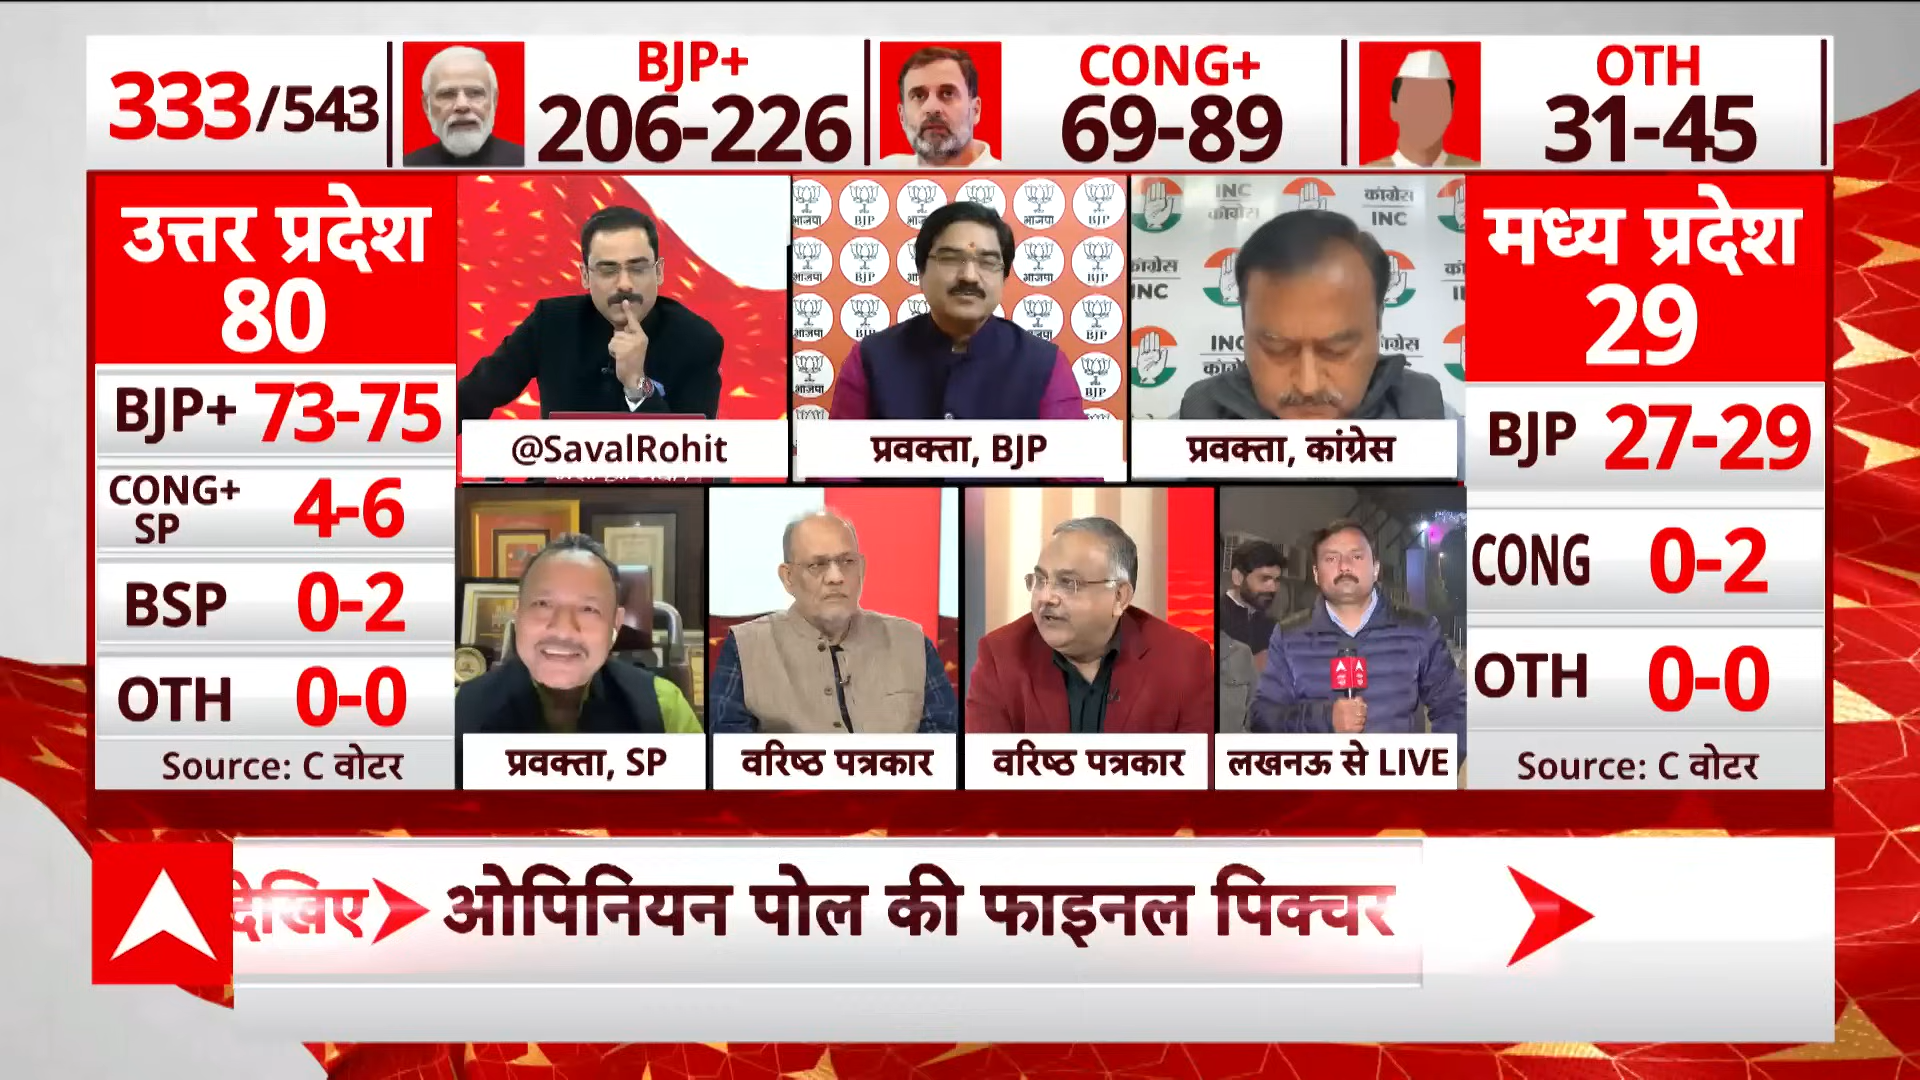 333/543
BJP+
206-226
CONG+
69-89
OTH
31-45
उत्तर प्रदेश
80
BJP+ 73-75
CONG+
SP
4-6
BSP 0-2
OTH 0-0
Source: C वोटर
@SavalRohit
प्रवक्ता, BJP
प्रवक्ता, कांग्रेस
प्रवक्ता, SP
वरिष्ठ पत्रकार
वरिष्ठ पत्रकार
लखनऊ से LIVE
मध्य प्रदेश
29
BJP 27-29
CONG 0-2
OTH 0-0
Source: C वोटर
देखिए
ओपिनियन पोल की फाइनल पिक्चर